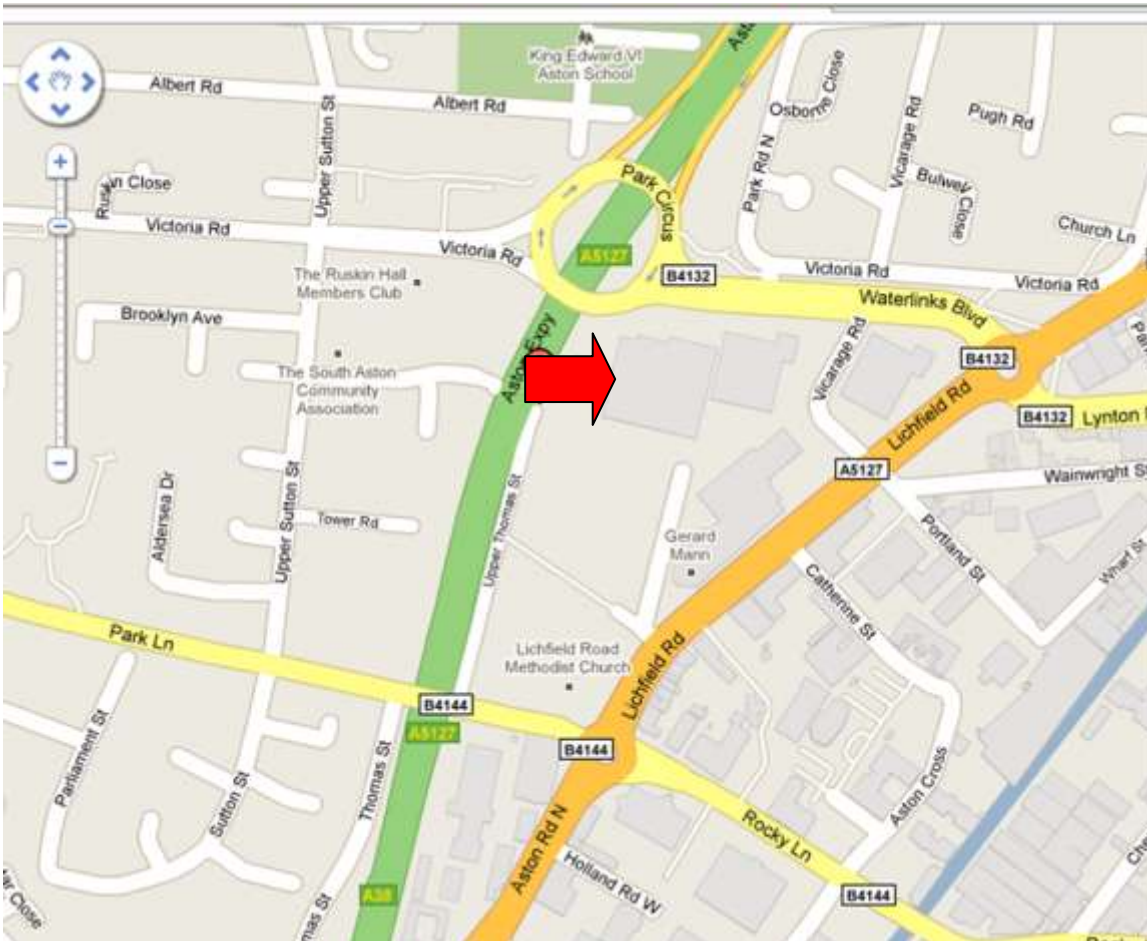 King Edward VI
Aston School
Albert Rd
Albert Rd
Upper Sutton St
Osborne Close
Pugh Rd
Park Rd N
Vicarage Rd
Close
Close
Church Ln
Park Circus
Victoria Rd
Victoria Rd
A5127
B4132
Victoria Rd
Victoria Rd
The Ruskin Hall
Members Club
Waterlinks Blvd
Brooklyn Ave
Expy
Vicarage Rd
B4132
The South Aston
Community
Association
Lichfield Rd
B4132
Lynton
A5127
Wainwright St
Aldersea Dr
Upper Sutton St
Tower Rd
Upper Thomas St
Gerard
Mann
Portland St
Wharf St
Catherine St
Park Ln
Lichfield Road
Methodist Church
Lichfield Rd
B4144
A5127
B4144
Parliament St
Sutton St
Thomas St
Aston Cross
Aston Rd N
Rocky Ln
Holland Rd W
A38
B4144
Close